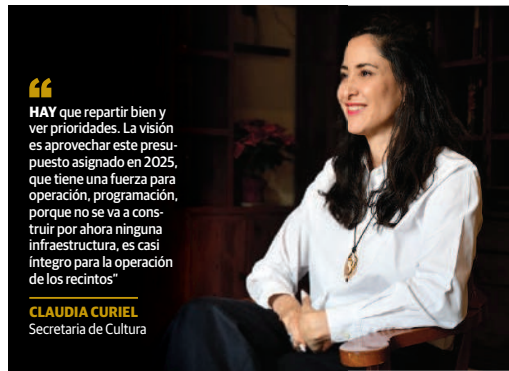 “
HAY que repartir bien y
ver prioridades. La visión
es aprovechar este presu-
puesto asignado en 2025,
que tiene una fuerza para
operación, programación,
porque no se va a cons-
truir por ahora ninguna
infraestructura, es casi
íntegro para la operación
de los recintos”
CLAUDIA CURIEL
Secretaria de Cultura